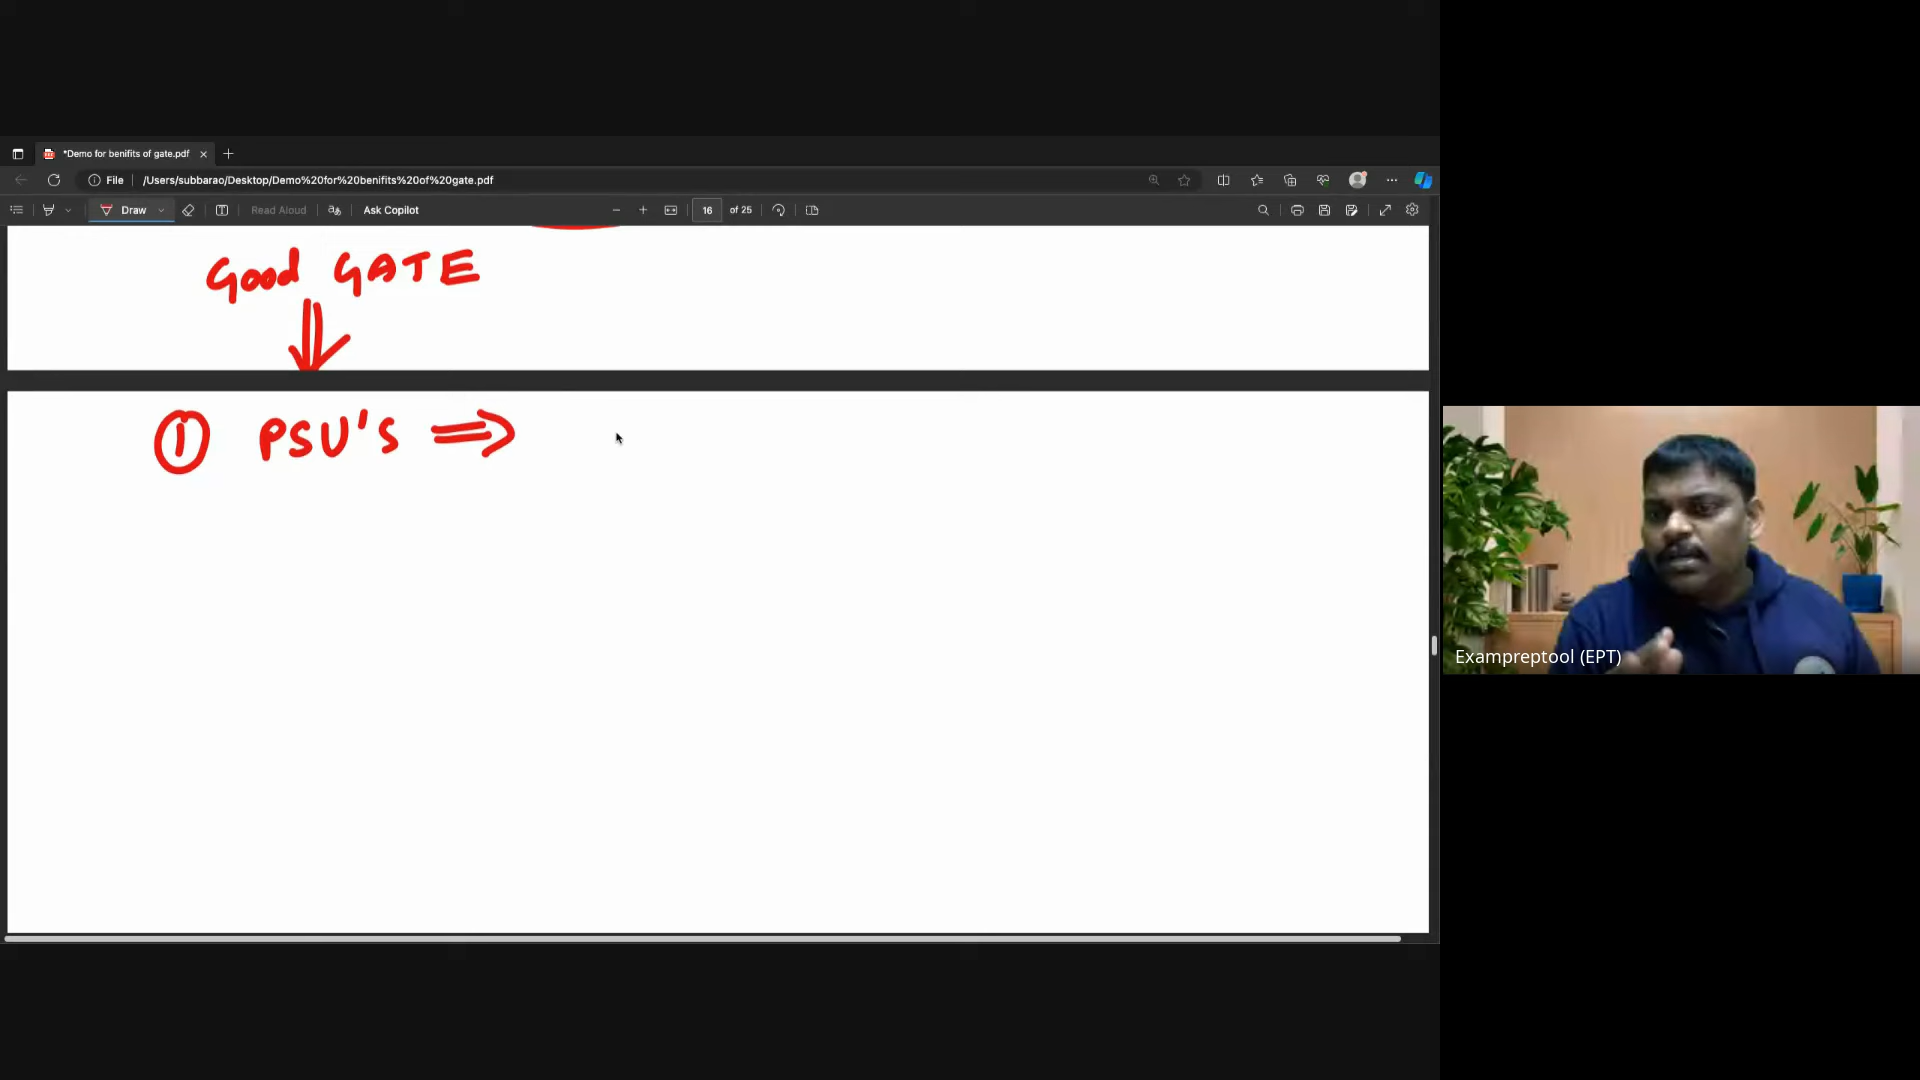 *Demo for benifits of gate.pdf
File /Users/subbarao/Desktop/Demo%20for%20benifits%20of%20gate.pdf
Draw Read Aloud Ask Copilot 16 of 25
Good GATE
① PSU'S ⇒
Exampreptool (EPT)